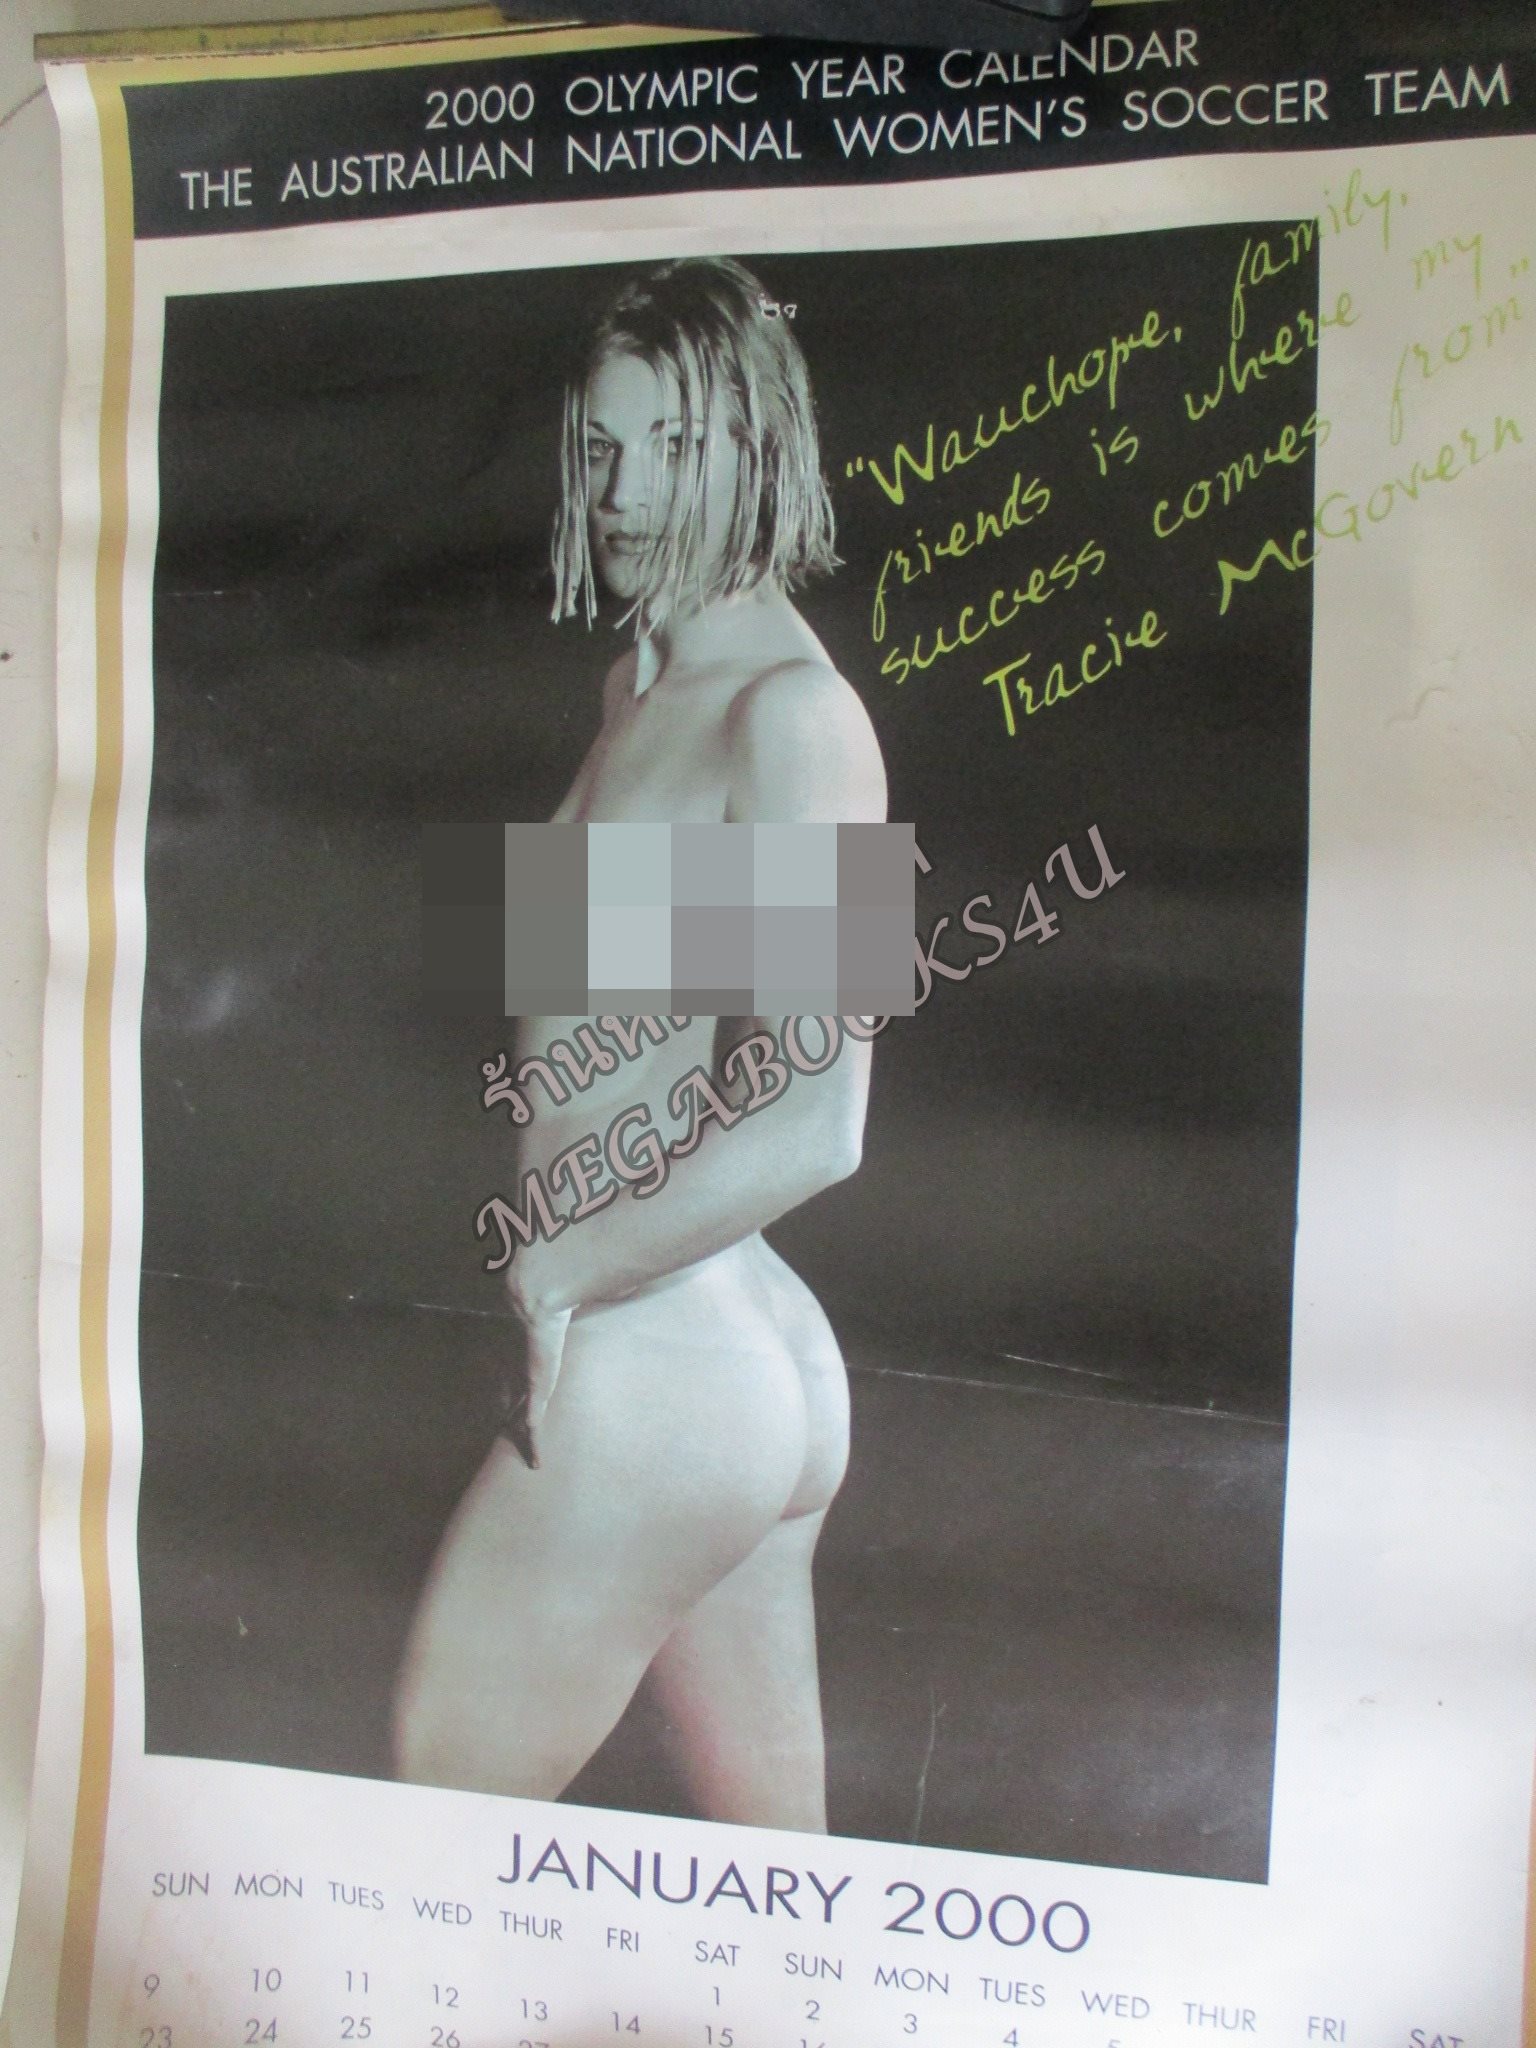 2000 OLYMPIC YEAR CALENDAR
THE AUSTRALIAN NATIONAL WOMEN'S SOCCER TEAM
"Wauchope, family,
friends is where my
success comes from"
Tracie McGovern
MEGABOOKS4U
JANUARY 2000
SUN MON TUES WED THUR FRI SAT SUN MON TUES WED THUR FRI SAT
1 2 3 4 5
9 10 11 12 13 14 15
23 24 25 26 27